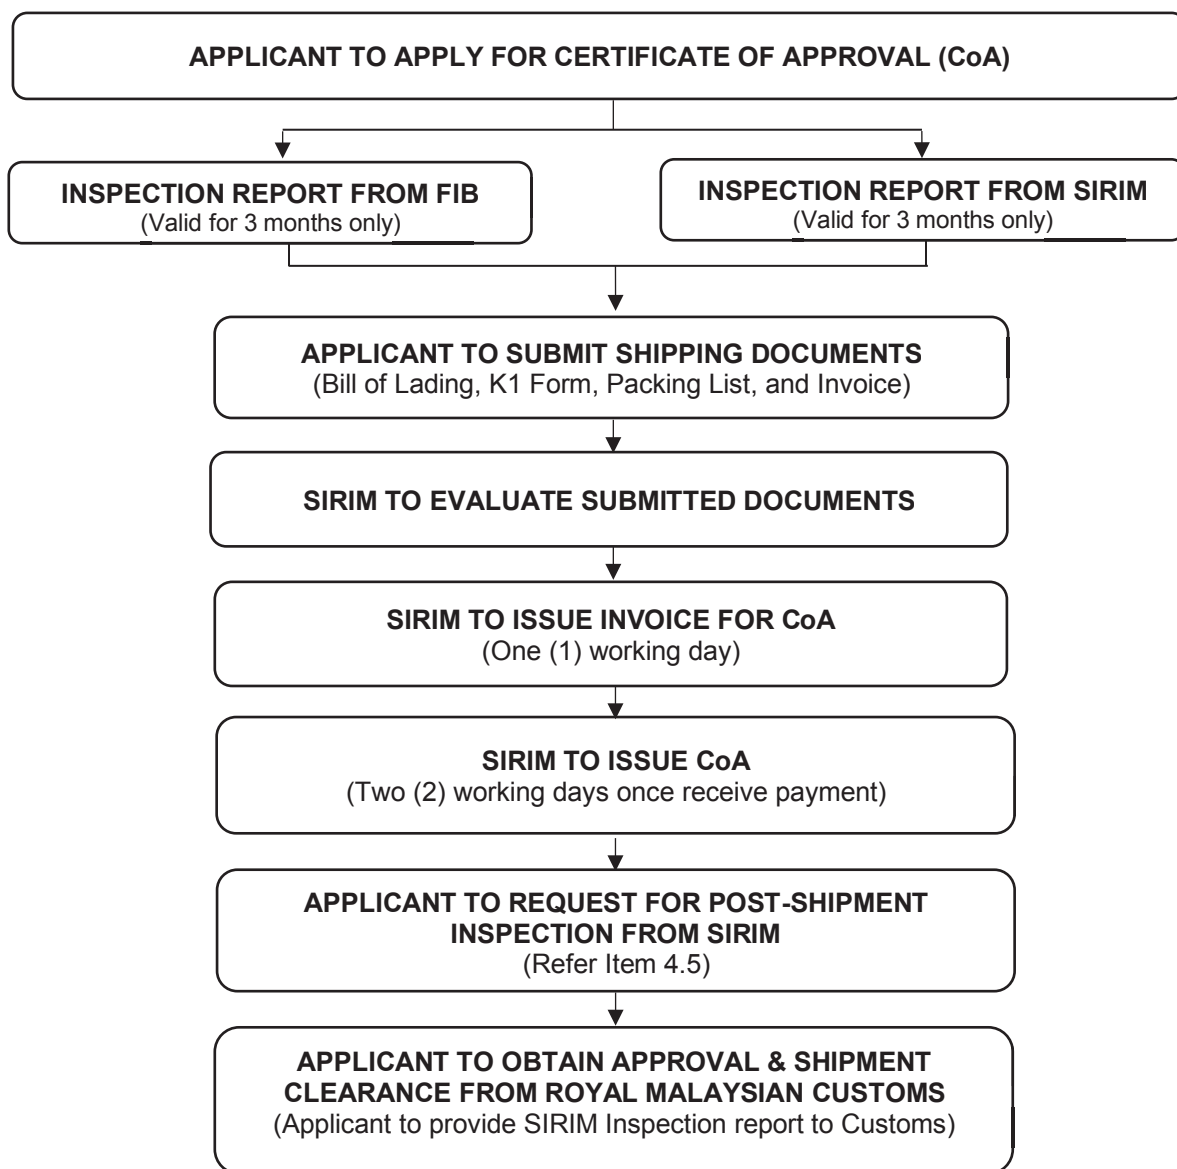 APPLICANT TO APPLY FOR CERTIFICATE OF APPROVAL (CoA)
INSPECTION REPORT FROM FIB
(Valid for 3 months only)
INSPECTION REPORT FROM SIRIM
(Valid for 3 months only)
APPLICANT TO SUBMIT SHIPPING DOCUMENTS
(Bill of Lading, K1 Form, Packing List, and Invoice)
SIRIM TO EVALUATE SUBMITTED DOCUMENTS
SIRIM TO ISSUE INVOICE FOR CoA
(One (1) working day)
SIRIM TO ISSUE CoA
(Two (2) working days once receive payment)
APPLICANT TO REQUEST FOR POST-SHIPMENT
INSPECTION FROM SIRIM
(Refer Item 4.5)
APPLICANT TO OBTAIN APPROVAL & SHIPMENT
CLEARANCE FROM ROYAL MALAYSIAN CUSTOMS
(Applicant to provide SIRIM Inspection report to Customs)